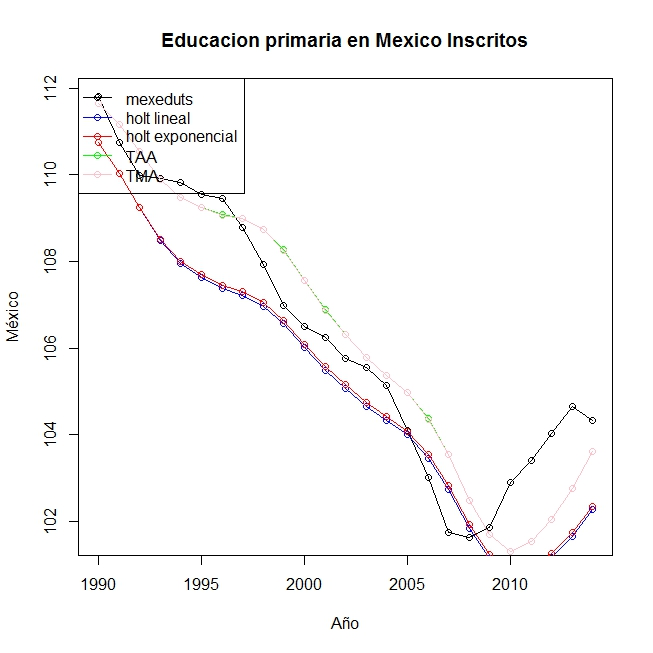 Educacion primaria en Mexico Inscritos
112
110
108
106
104
102
México
mexeduts
holt lineal
holt exponencial
TAA
TMA
1990 1995 2000 2005 2010
Año